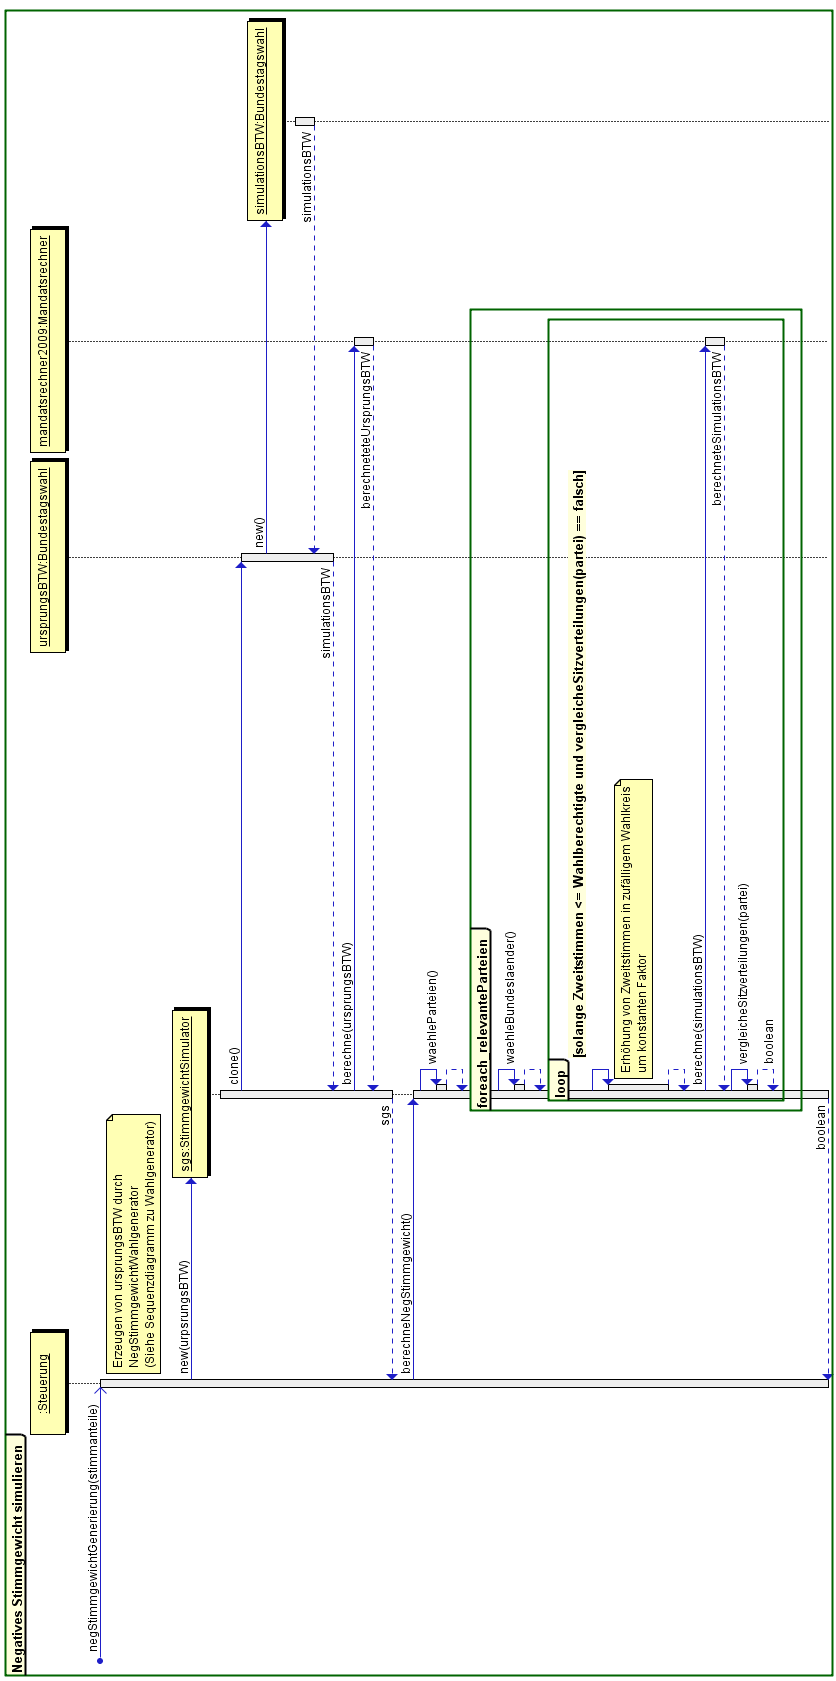 Negatives Stimmgewicht simulieren
:Steuerung
ursprungsBTW:Bundestagswahl
mandatsrechner2009:Mandatsrechner
negStimmgewichtGenerierung(stimmanteile)
Erzeugen von ursprungsBTW durch
NegStimmgewichtWahlgenerator
(Siehe Sequenzdiagramm zu Wahlgenerator)
new(urpsrungsBTW)
sgs:StimmgewichtSimulator
clone()
new()
simulationsBTW:Bundestagswahl
simulationsBTW
simulationsBTW
berechne(ursprungsBTW)
berechneteteUrsprungsBTW
sgs
berechneNegStimmgewicht()
waehleParteien()
foreach relevanteParteien
waehleBundeslaender()
loop
[solange Zweitstimmen <= Wahlberechtigte und vergleicheSitzverteilungen(partei) == falsch]
Erhöhung von Zweitstimmen in zufälligem Wahlkreis
um konstanten Faktor
berechne(simulationsBTW)
berechneteSimulationsBTW
vergleicheSitzverteilungen(partei)
boolean
boolean